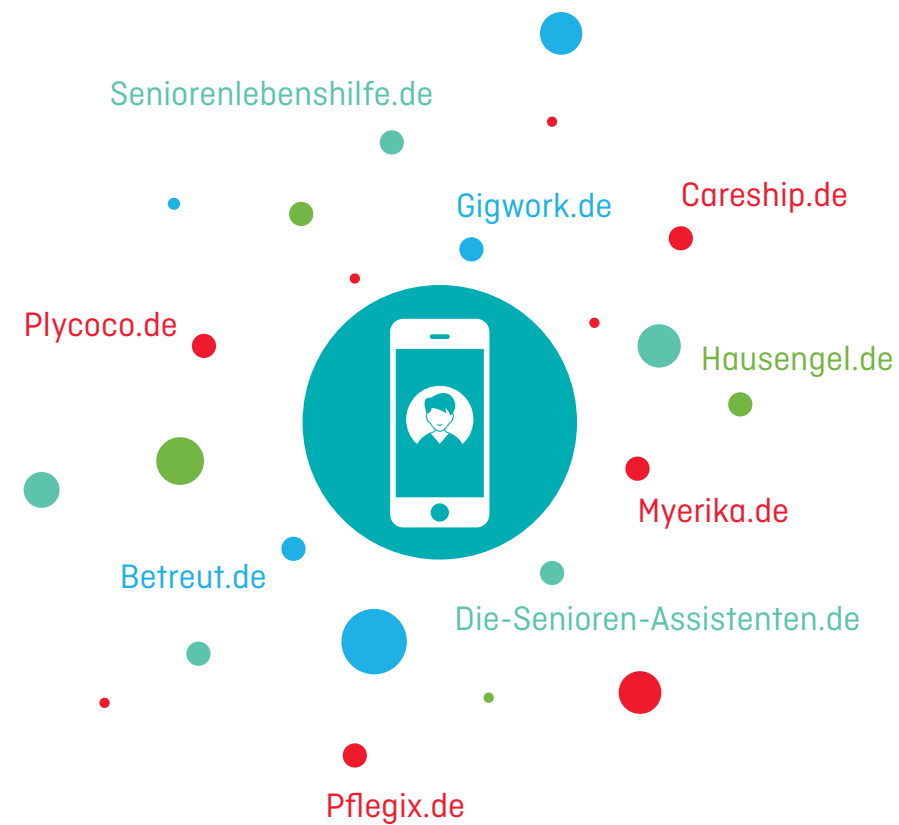 Seniorenlebenshilfe.de
Careship.de
Gigwork.de
Plycoco.de
Hausengel.de
Myerika.de
Betreut.de
Die-Senioren-Assistenten.de
Pflegix.de